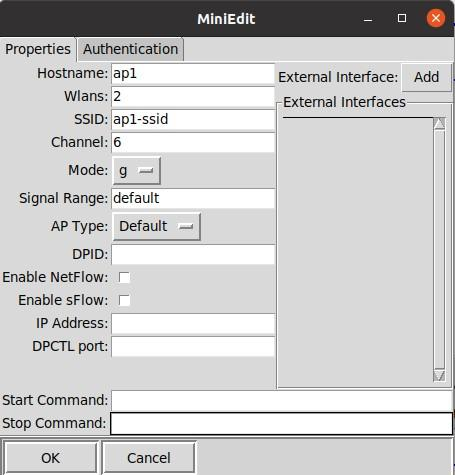 MiniEdit
Properties Authentication
Hostname: ap1 External Interface: Add
Wlans: 2 External Interfaces
SSID: ap1-ssid
Channel: 6
Mode: g
Signal Range: default
AP Type: Default
DPID:
Enable NetFlow:
Enable sFlow:
IP Address:
DPCTL port:
Start Command:
Stop Command:
OK Cancel